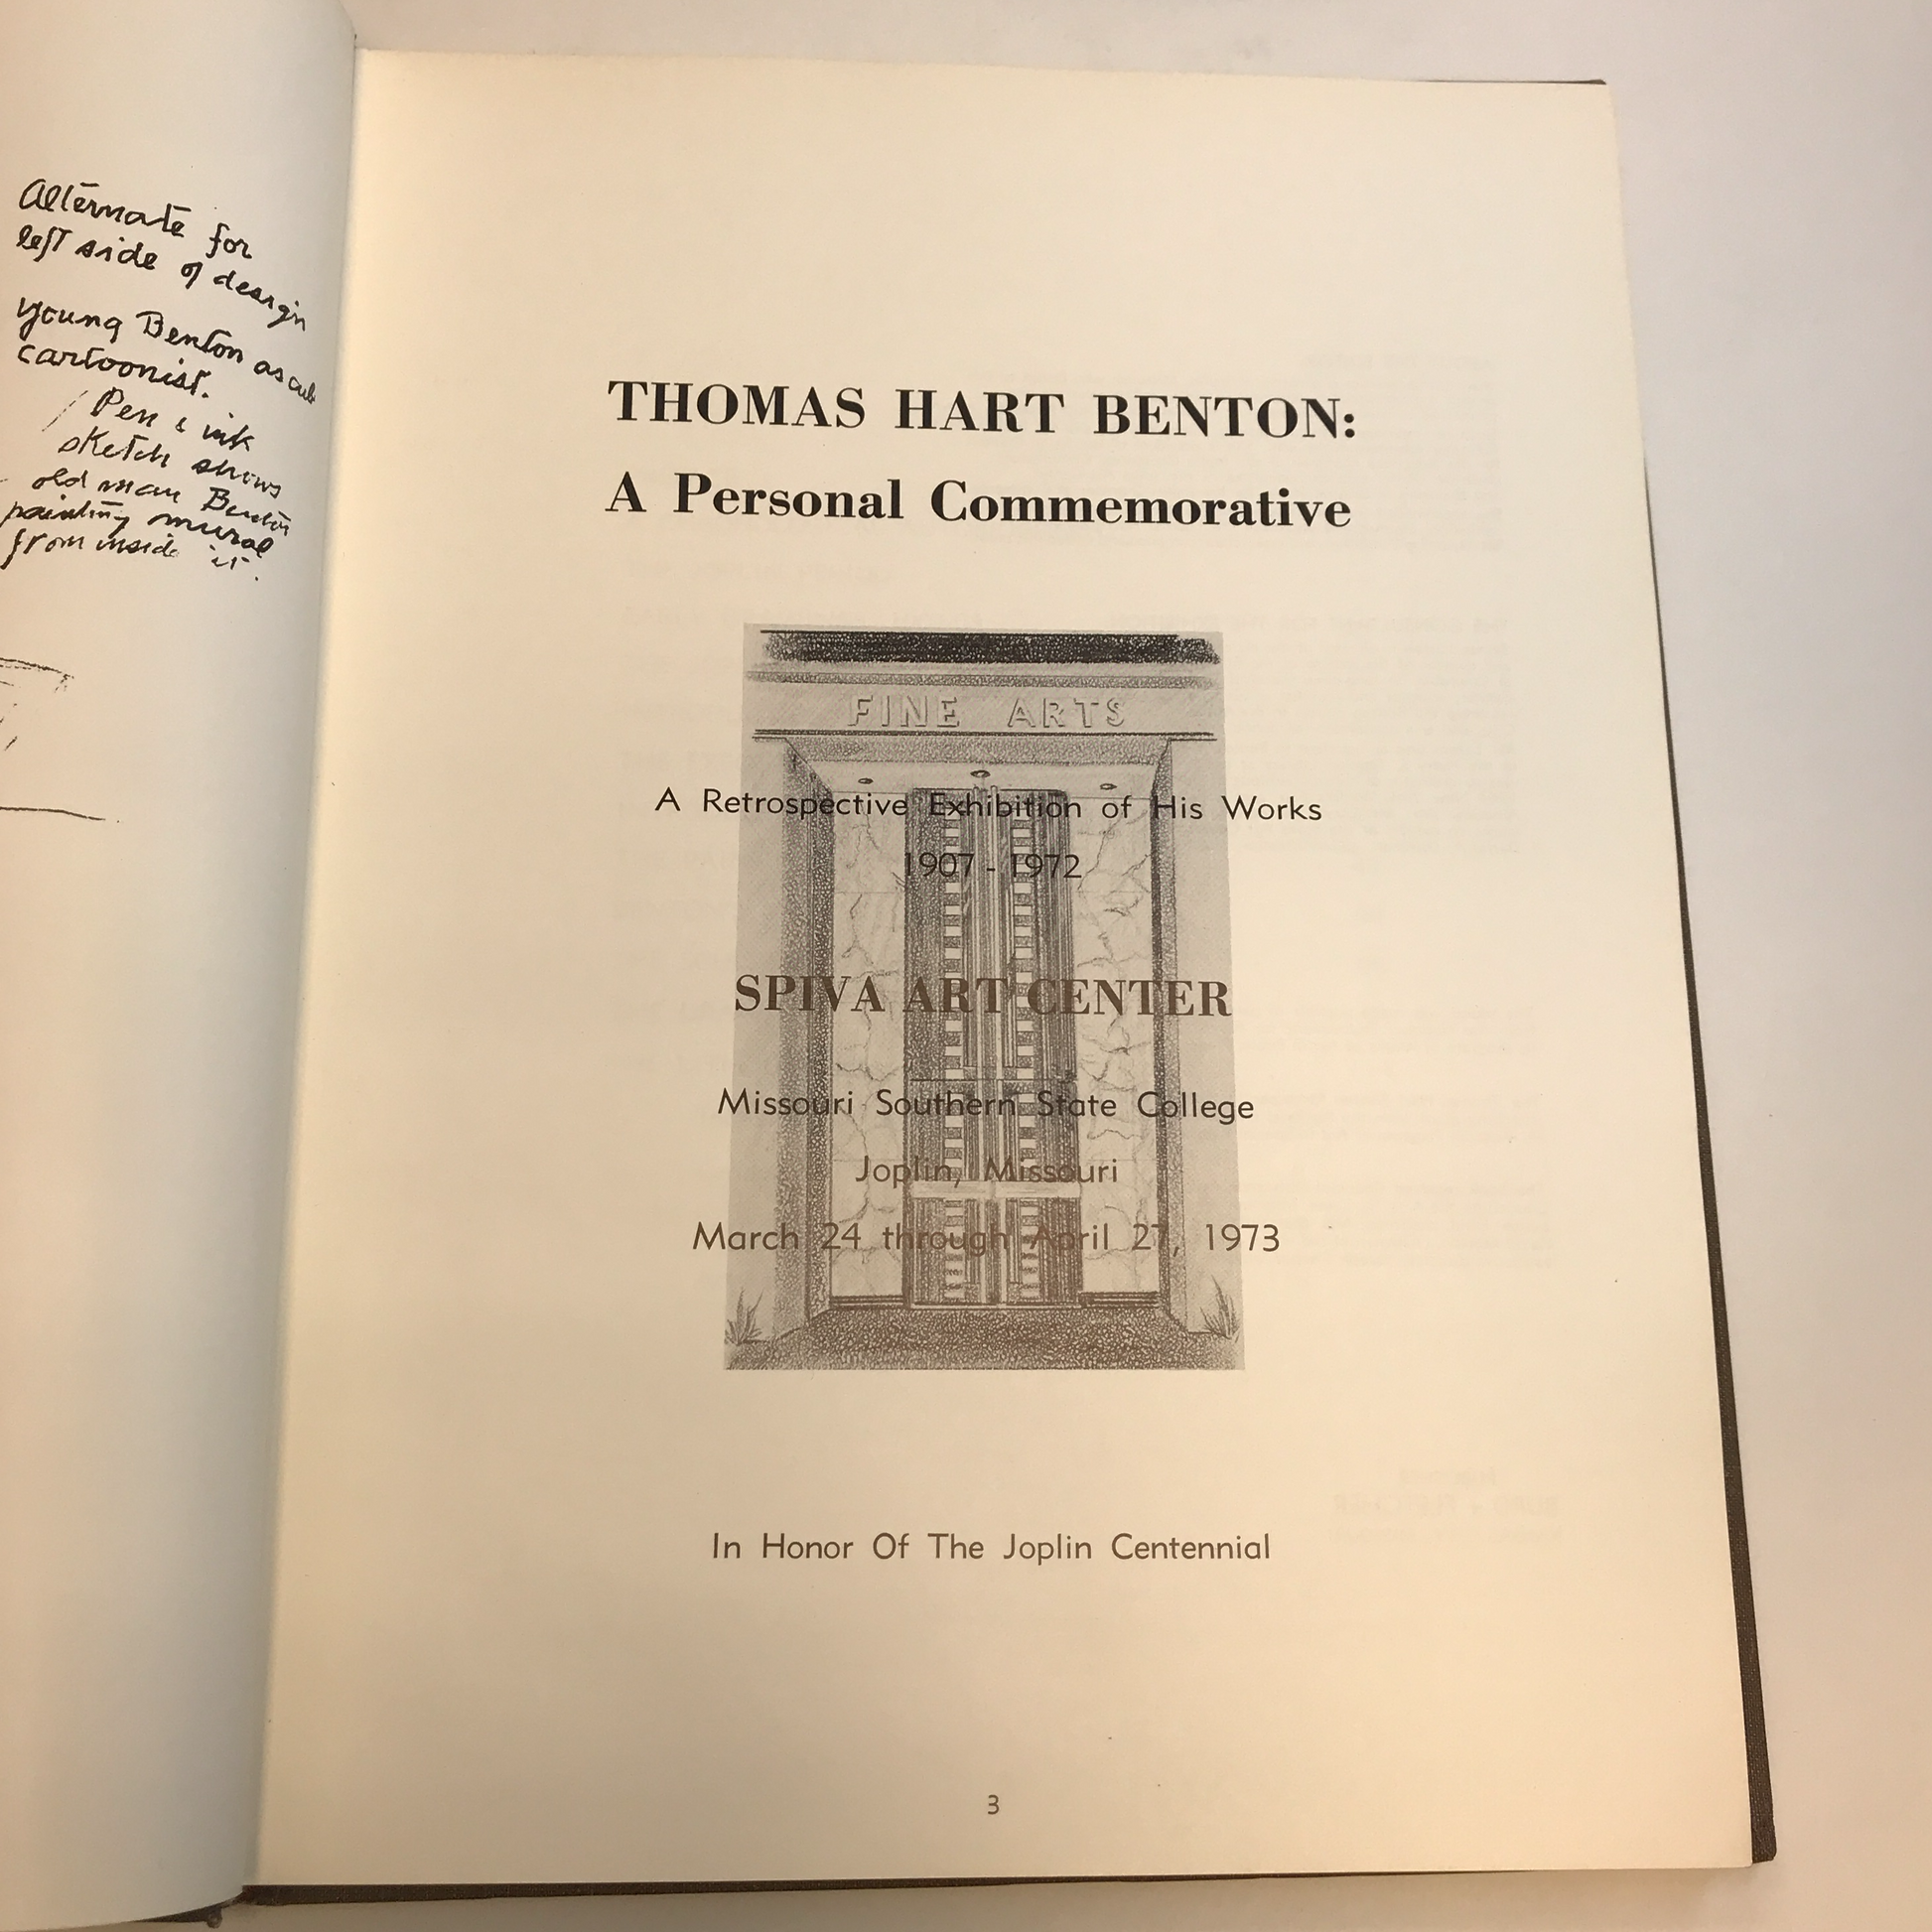 Alternate for
left side of design
young Benton as cub
cartoonist.
Pen & ink
sketch shows
old man Benton
painting mural
from inside it.
THOMAS HART BENTON:
A Personal Commemorative
FINE ARTS
A Retrospective Exhibition of His Works
1907 - 1972
SPIVA ART CENTER
Missouri Southern State College
Joplin, Missouri
March 24 through April 27, 1973
In Honor Of The Joplin Centennial
3